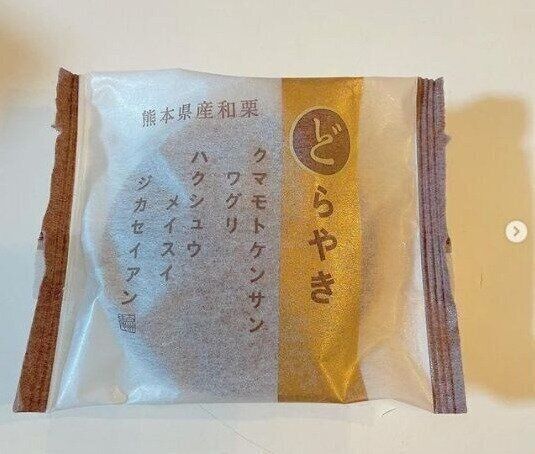 熊本県産和栗
どらやき
クマモトケンサン
ワグリ
ハクシュウ
メイスイ
ジカセイアン